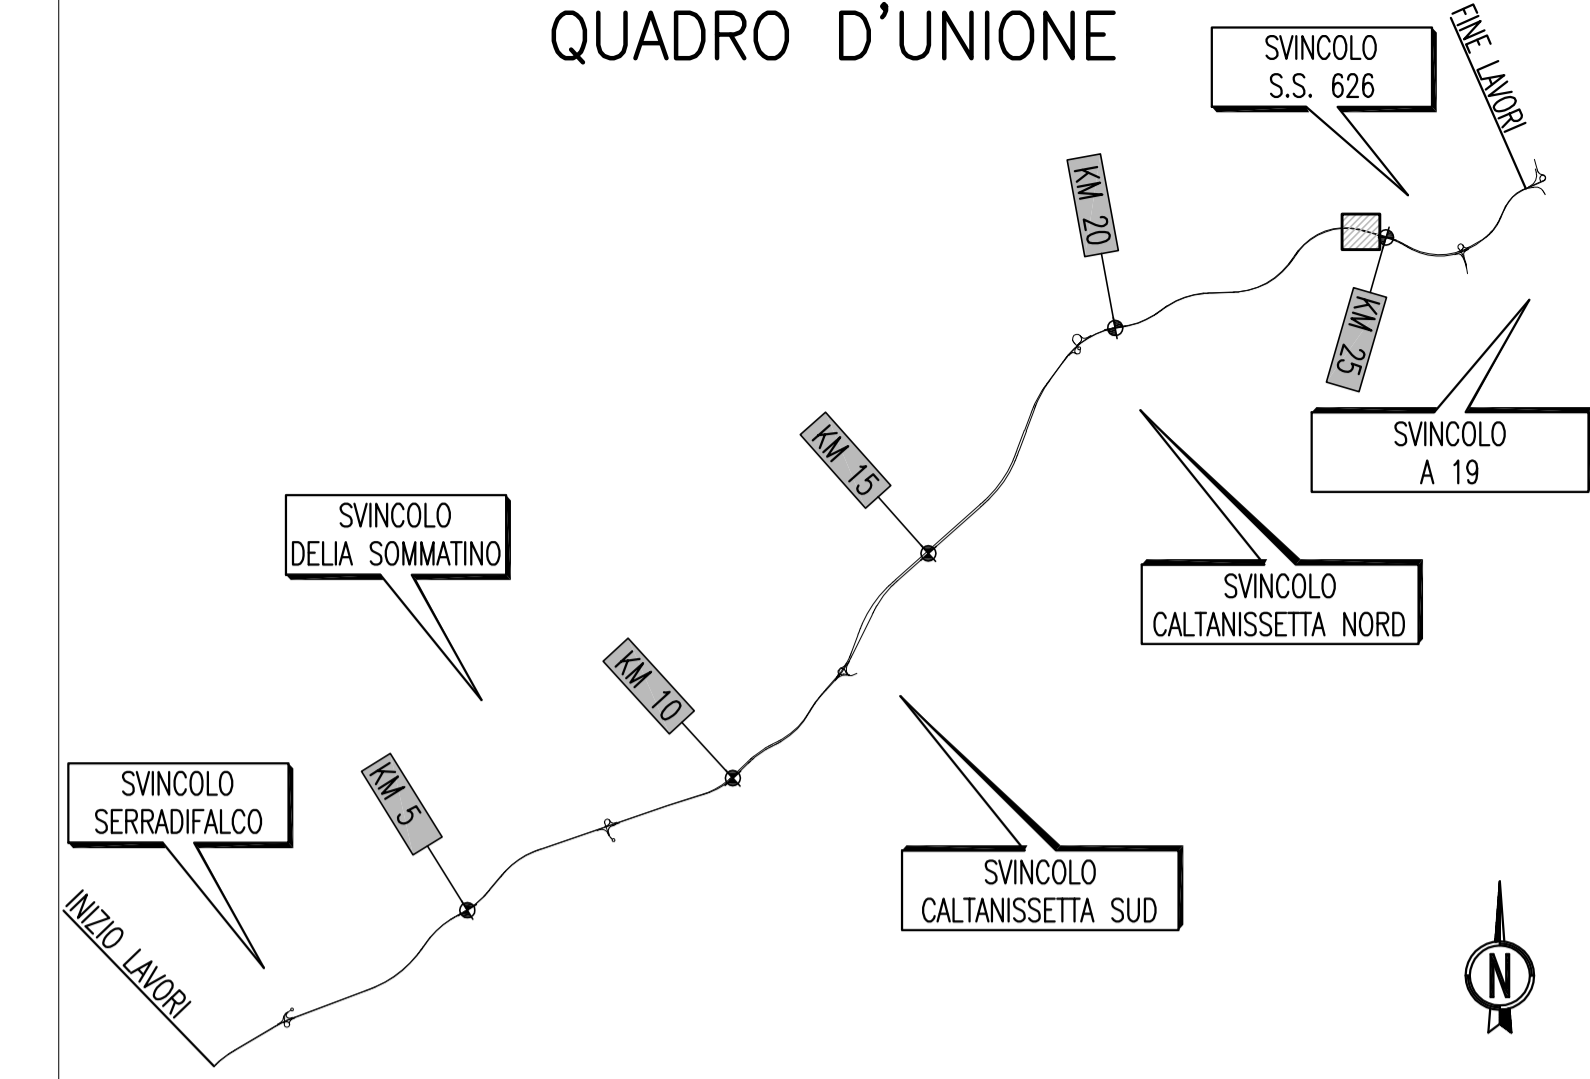 QUADRO D'UNIONE
SVINCOLO
S.S. 626
FINE LAVORI
KM 20
KM 25
SVINCOLO
A 19
KM 15
SVINCOLO
DELIA SOMMATINO
SVINCOLO
CALTANISSETTA NORD
KM 10
KM 5
SVINCOLO
SERRADIFALCO
SVINCOLO
CALTANISSETTA SUD
INIZIO LAVORI
N